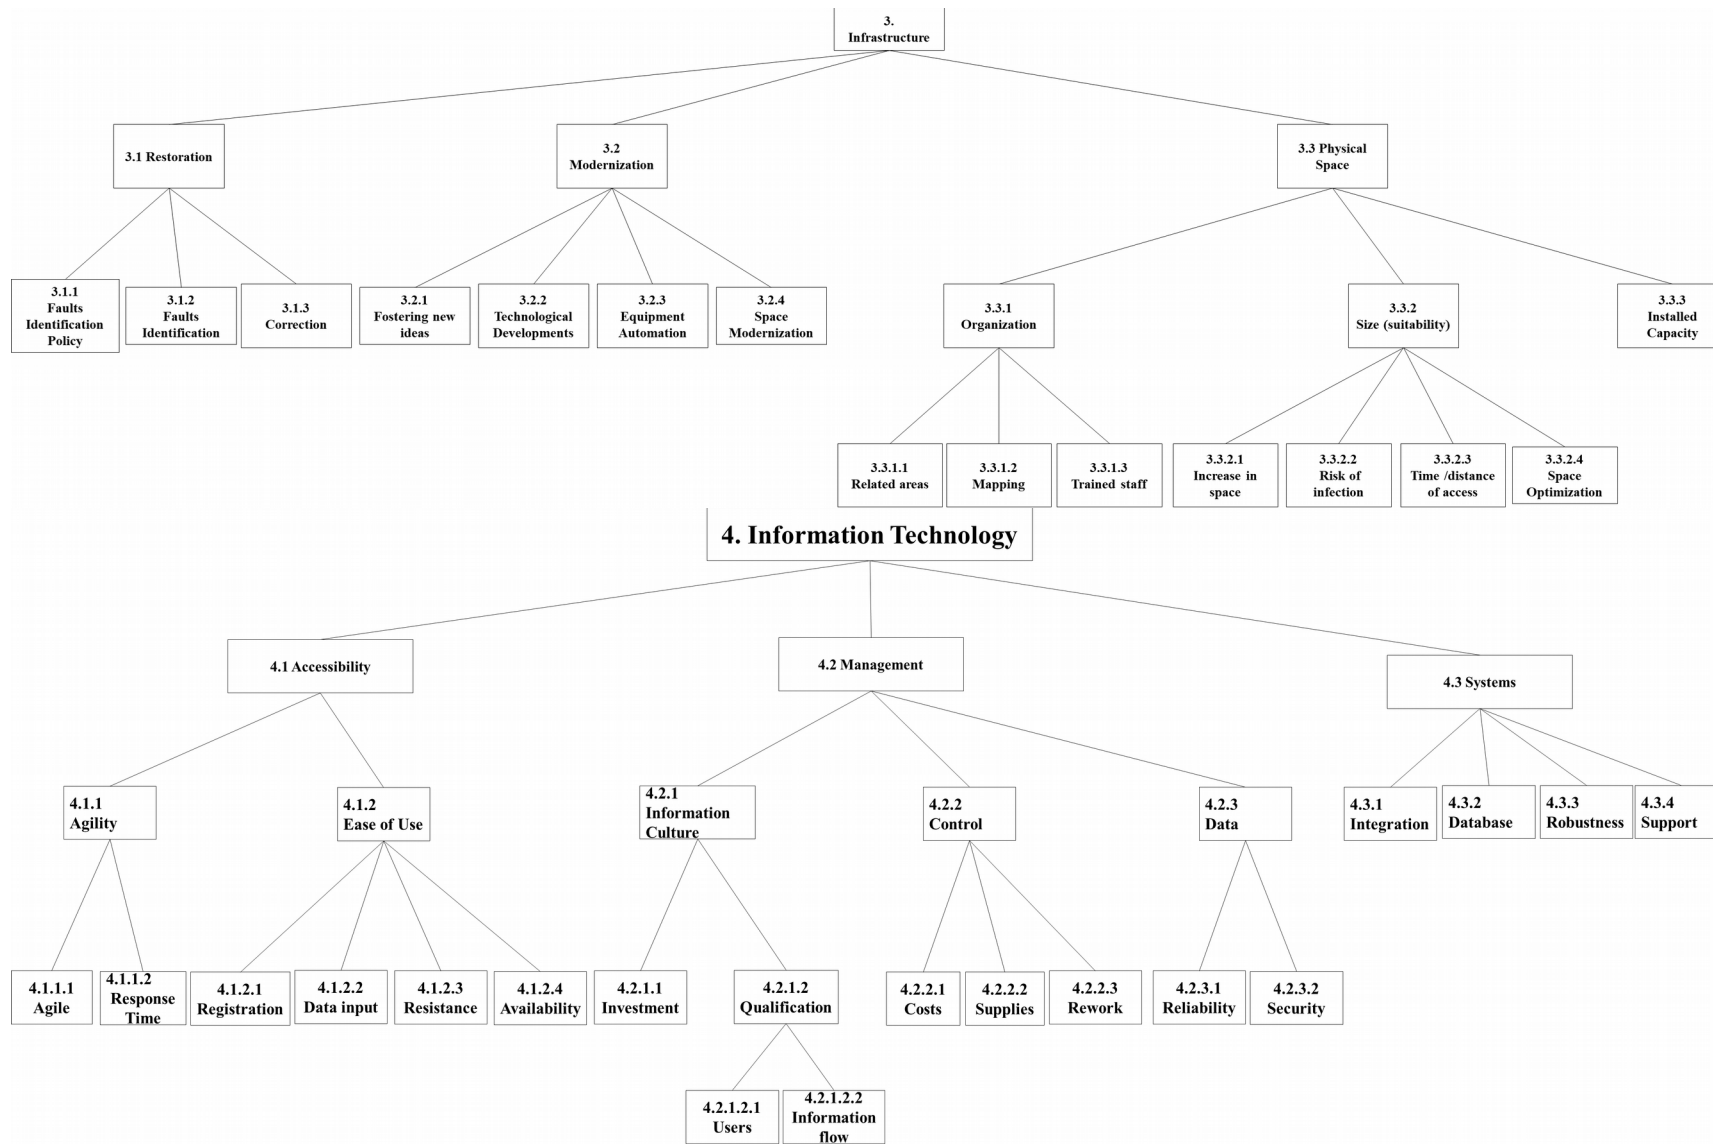 3.
Infrastructure
3.1 Restoration
3.2
Modernization
3.3 Physical
Space
3.1.1
Faults
Identification
Policy
3.1.2
Faults
Identification
3.1.3
Correction
3.2.1
Fostering new
ideas
3.2.2
Technological
Developments
3.2.3
Equipment
Automation
3.2.4
Space
Modernization
3.3.1
Organization
3.3.2
Size (suitability)
3.3.3
Installed
Capacity
3.3.1.1
Related areas
3.3.1.2
Mapping
3.3.1.3
Trained staff
3.3.2.1
Increase in
space
3.3.2.2
Risk of
infection
3.3.2.3
Time /distance
of access
3.3.2.4
Space
Optimization
4. Information Technology
4.1 Accessibility
4.2 Management
4.3 Systems
4.1.1
Agility
4.1.2
Ease of Use
4.2.1
Information
Culture
4.2.2
Control
4.2.3
Data
4.3.1
Integration
4.3.2
Database
4.3.3
Robustness
4.3.4
Support
4.1.1.1
Agile
4.1.1.2
Response
Time
4.1.2.1
Registration
4.1.2.2
Data input
4.1.2.3
Resistance
4.1.2.4
Availability
4.2.1.1
Investment
4.2.1.2
Qualification
4.2.2.1
Costs
4.2.2.2
Supplies
4.2.2.3
Rework
4.2.3.1
Reliability
4.2.3.2
Security
4.2.1.2.1
Users
4.2.1.2.2
Information
flow